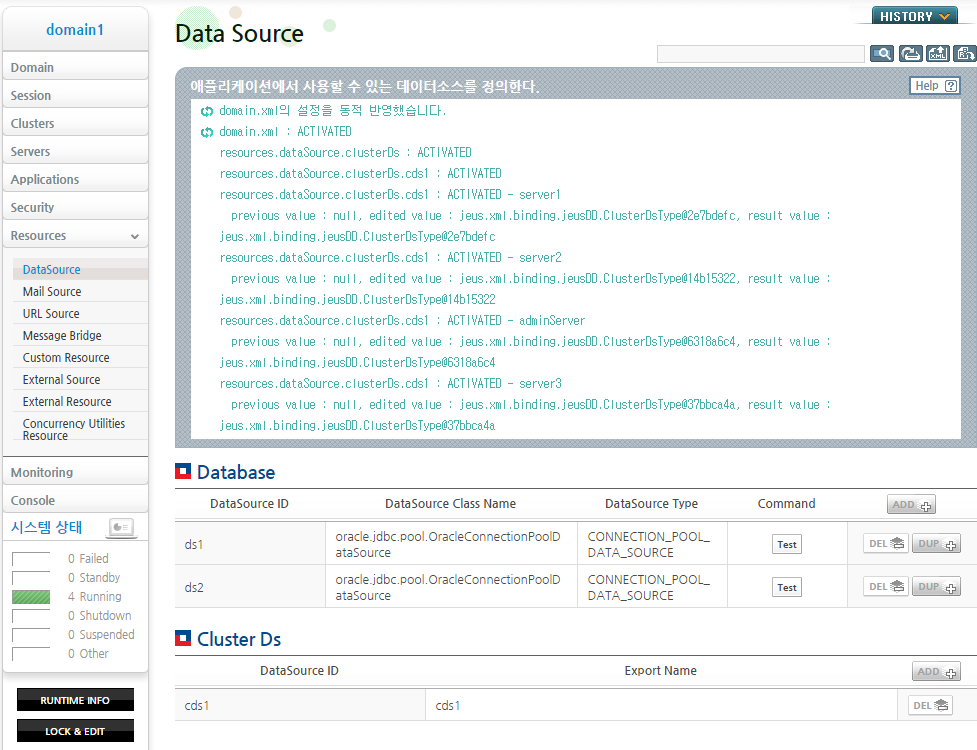 domain1
Domain
Session
Clusters
Servers
Applications
Security
Resources
DataSource
Mail Source
URL Source
Message Bridge
Custom Resource
External Source
External Resource
Concurrency Utilities
Resource
Monitoring
Console
시스템 상태
0 Failed
0 Standby
4 Running
0 Shutdown
0 Suspended
0 Other
RUNTIME INFO
LOCK & EDIT
Data Source
HISTORY
XML
애플리케이션에서 사용할 수 있는 데이터소스를 정의한다.
Help ?
domain.xml의 설정을 동적 반영했습니다.
domain.xml : ACTIVATED
resources.dataSource.clusterDs : ACTIVATED
resources.dataSource.clusterDs.cds1 : ACTIVATED
resources.dataSource.clusterDs.cds1 : ACTIVATED - server1
previous value : null, edited value : jeus.xml.binding.jeusDD.ClusterDsType@2e7bdefc, result value :
jeus.xml.binding.jeusDD.ClusterDsType@2e7bdefc
resources.dataSource.clusterDs.cds1 : ACTIVATED - server2
previous value : null, edited value : jeus.xml.binding.jeusDD.ClusterDsType@14b15322, result value :
jeus.xml.binding.jeusDD.ClusterDsType@14b15322
resources.dataSource.clusterDs.cds1 : ACTIVATED - adminServer
previous value : null, edited value : jeus.xml.binding.jeusDD.ClusterDsType@6318a6c4, result value :
jeus.xml.binding.jeusDD.ClusterDsType@6318a6c4
resources.dataSource.clusterDs.cds1 : ACTIVATED - server3
previous value : null, edited value : jeus.xml.binding.jeusDD.ClusterDsType@37bbca4a, result value :
jeus.xml.binding.jeusDD.ClusterDsType@37bbca4a
Database
DataSource ID DataSource Class Name DataSource Type Command ADD
ds1 oracle.jdbc.pool.OracleConnectionPoolD CONNECTION_POOL_ Test DEL DUP
ataSource DATA_SOURCE
ds2 oracle.jdbc.pool.OracleConnectionPoolD CONNECTION_POOL_ Test DEL DUP
ataSource DATA_SOURCE
Cluster Ds
DataSource ID Export Name ADD
cds1 cds1 DEL